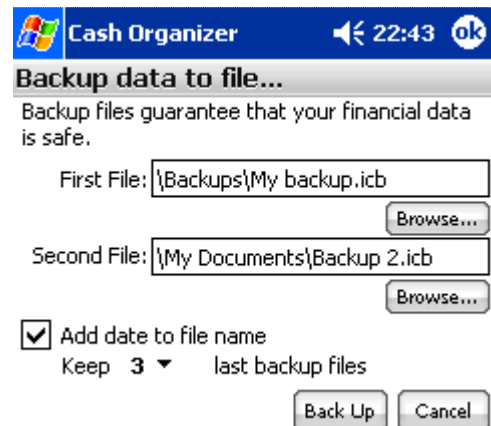 Cash Organizer 22:43 ok
Backup data to file...
Backup files guarantee that your financial data
is safe.
First File: \Backups\My backup.icb
Browse...
Second File: \My Documents\Backup 2.icb
Browse...
Add date to file name
Keep 3 last backup files
Back Up Cancel